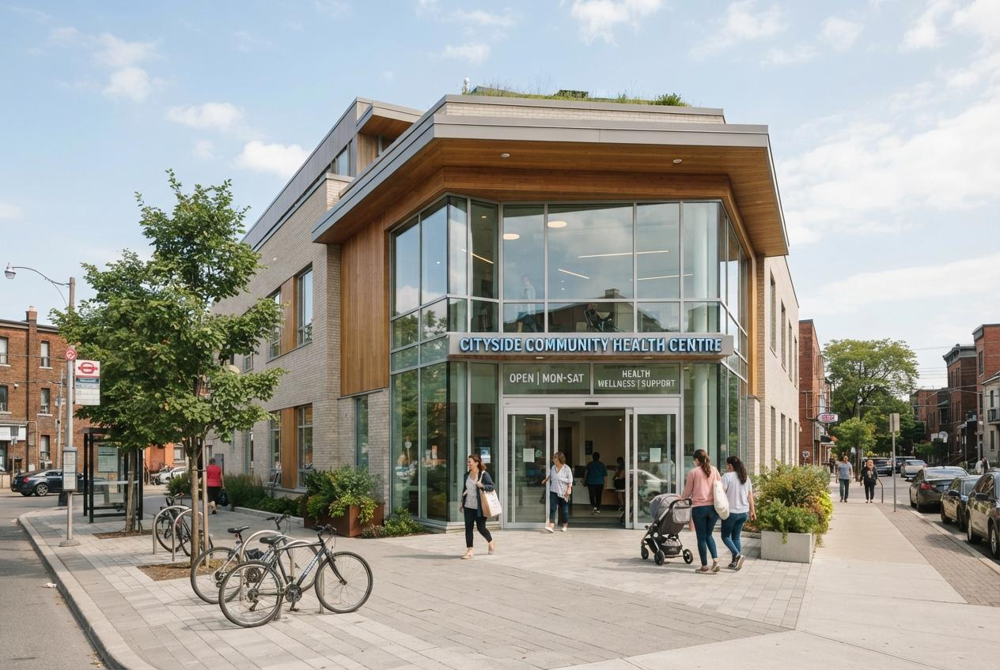 CITYSIDE COMMUNITY HEALTH CENTRE
OPEN | MON-SAT
HEALTH
WELLNESS | SUPPORT